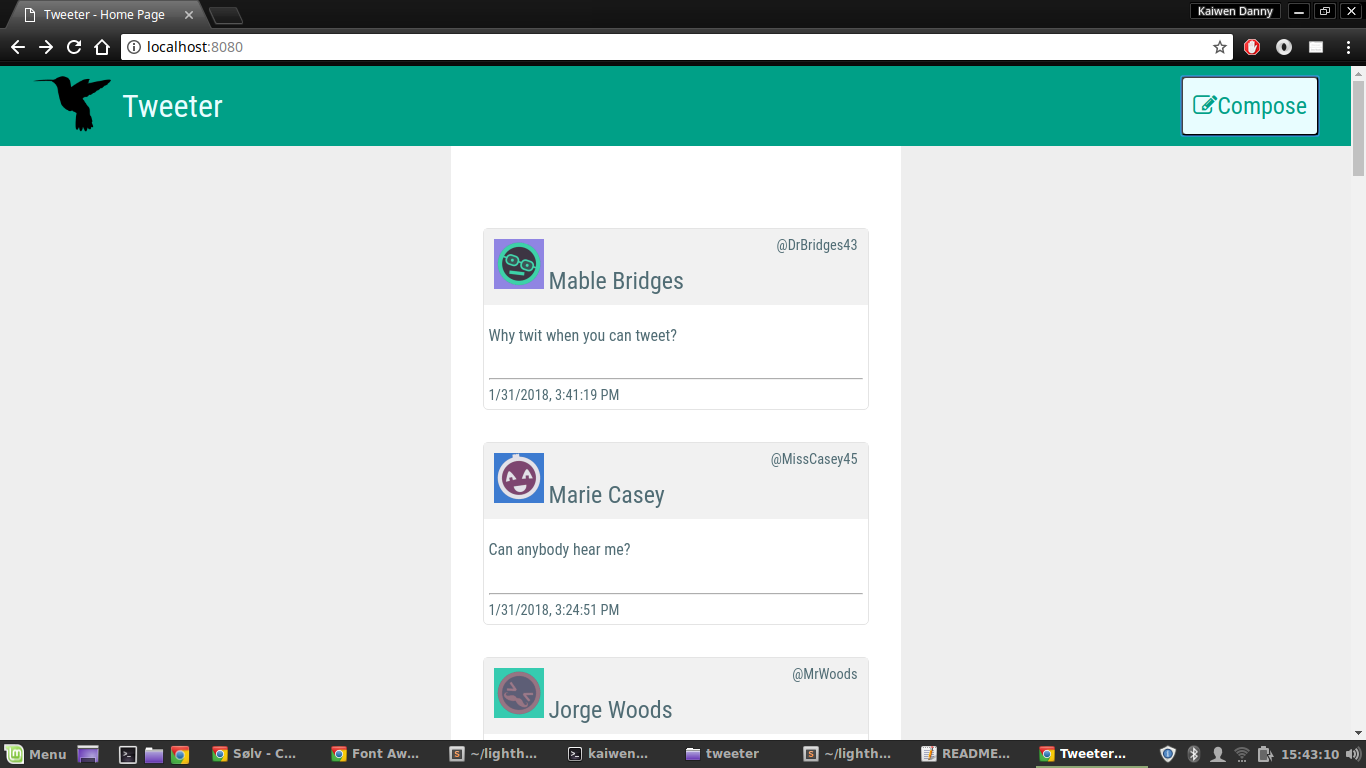 Tweeter - Home Page
Kaiwen Danny
localhost:8080
Tweeter
Compose
@DrBridges43
Mable Bridges
Why twit when you can tweet?
1/31/2018, 3:41:19 PM
@MissCasey45
Marie Casey
Can anybody hear me?
1/31/2018, 3:24:51 PM
@MrWoods
Jorge Woods
Menu
Sølv - C...
Font Aw...
~/lighth...
kaiwen...
tweeter
~/lighth...
README...
Tweeter...
15:43:10